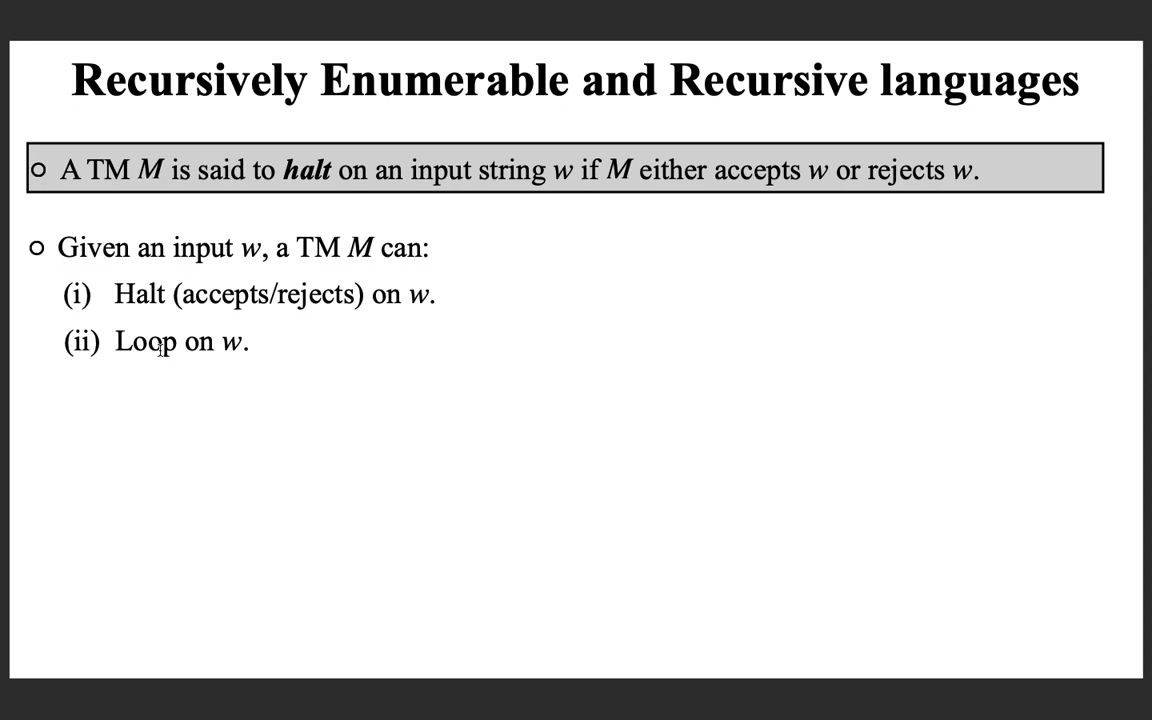 Recursively Enumerable and Recursive languages
○ A TM M is said to halt on an input string w if M either accepts w or rejects w.
○ Given an input w, a TM M can:
(i) Halt (accepts/rejects) on w.
(ii) Loop on w.